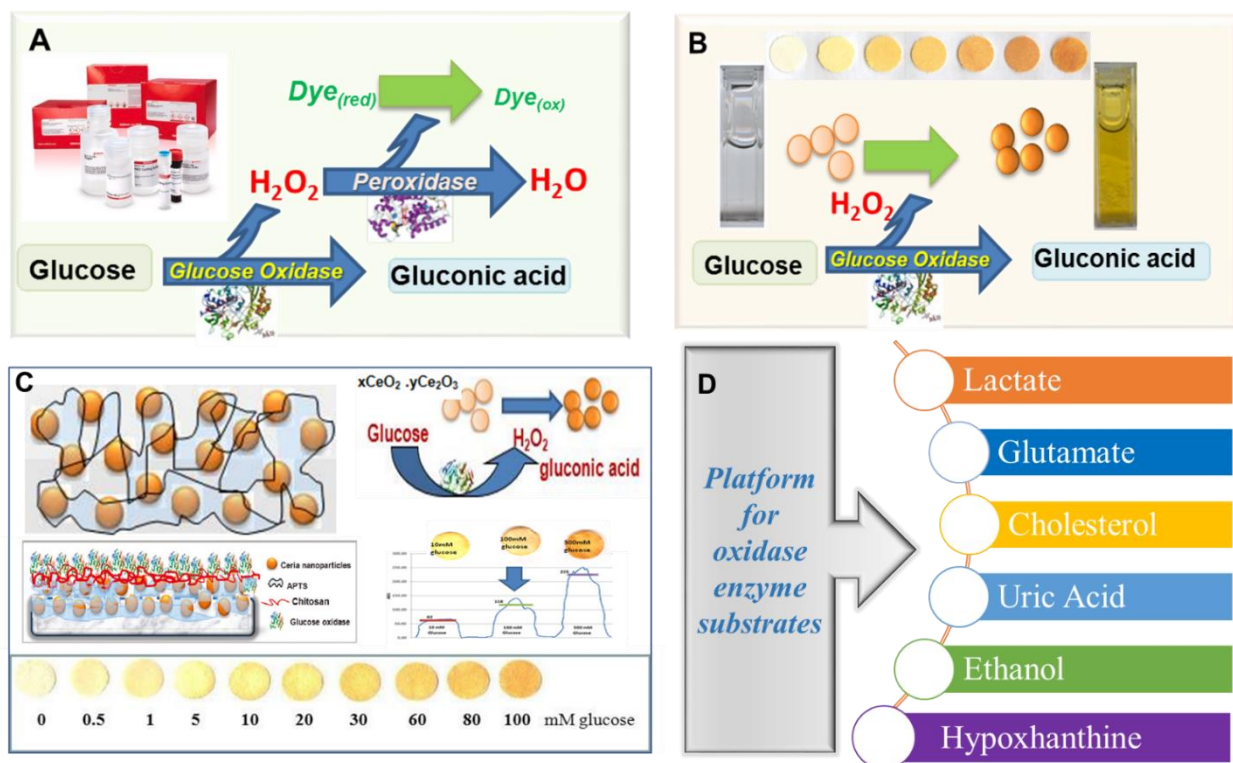 A
Dye(red)
Dye(ox)
H2O2
Peroxidase
H2O
Glucose
Glucose Oxidase
Gluconic acid
B
H2O2
Glucose
Glucose Oxidase
Gluconic acid
C
xCeO2 .yCe2O3
Glucose
H2O2
gluconic acid
Ceria nanoparticles
APTS
Chitosan
Glucose oxidase
10mM
glucose
100mM
glucose
500mM
glucose
0 0.5 1 5 10 20 30 60 80 100 mM glucose
D
Platform
for
oxidase
enzyme
substrates
Lactate
Glutamate
Cholesterol
Uric Acid
Ethanol
Hypoxhanthine